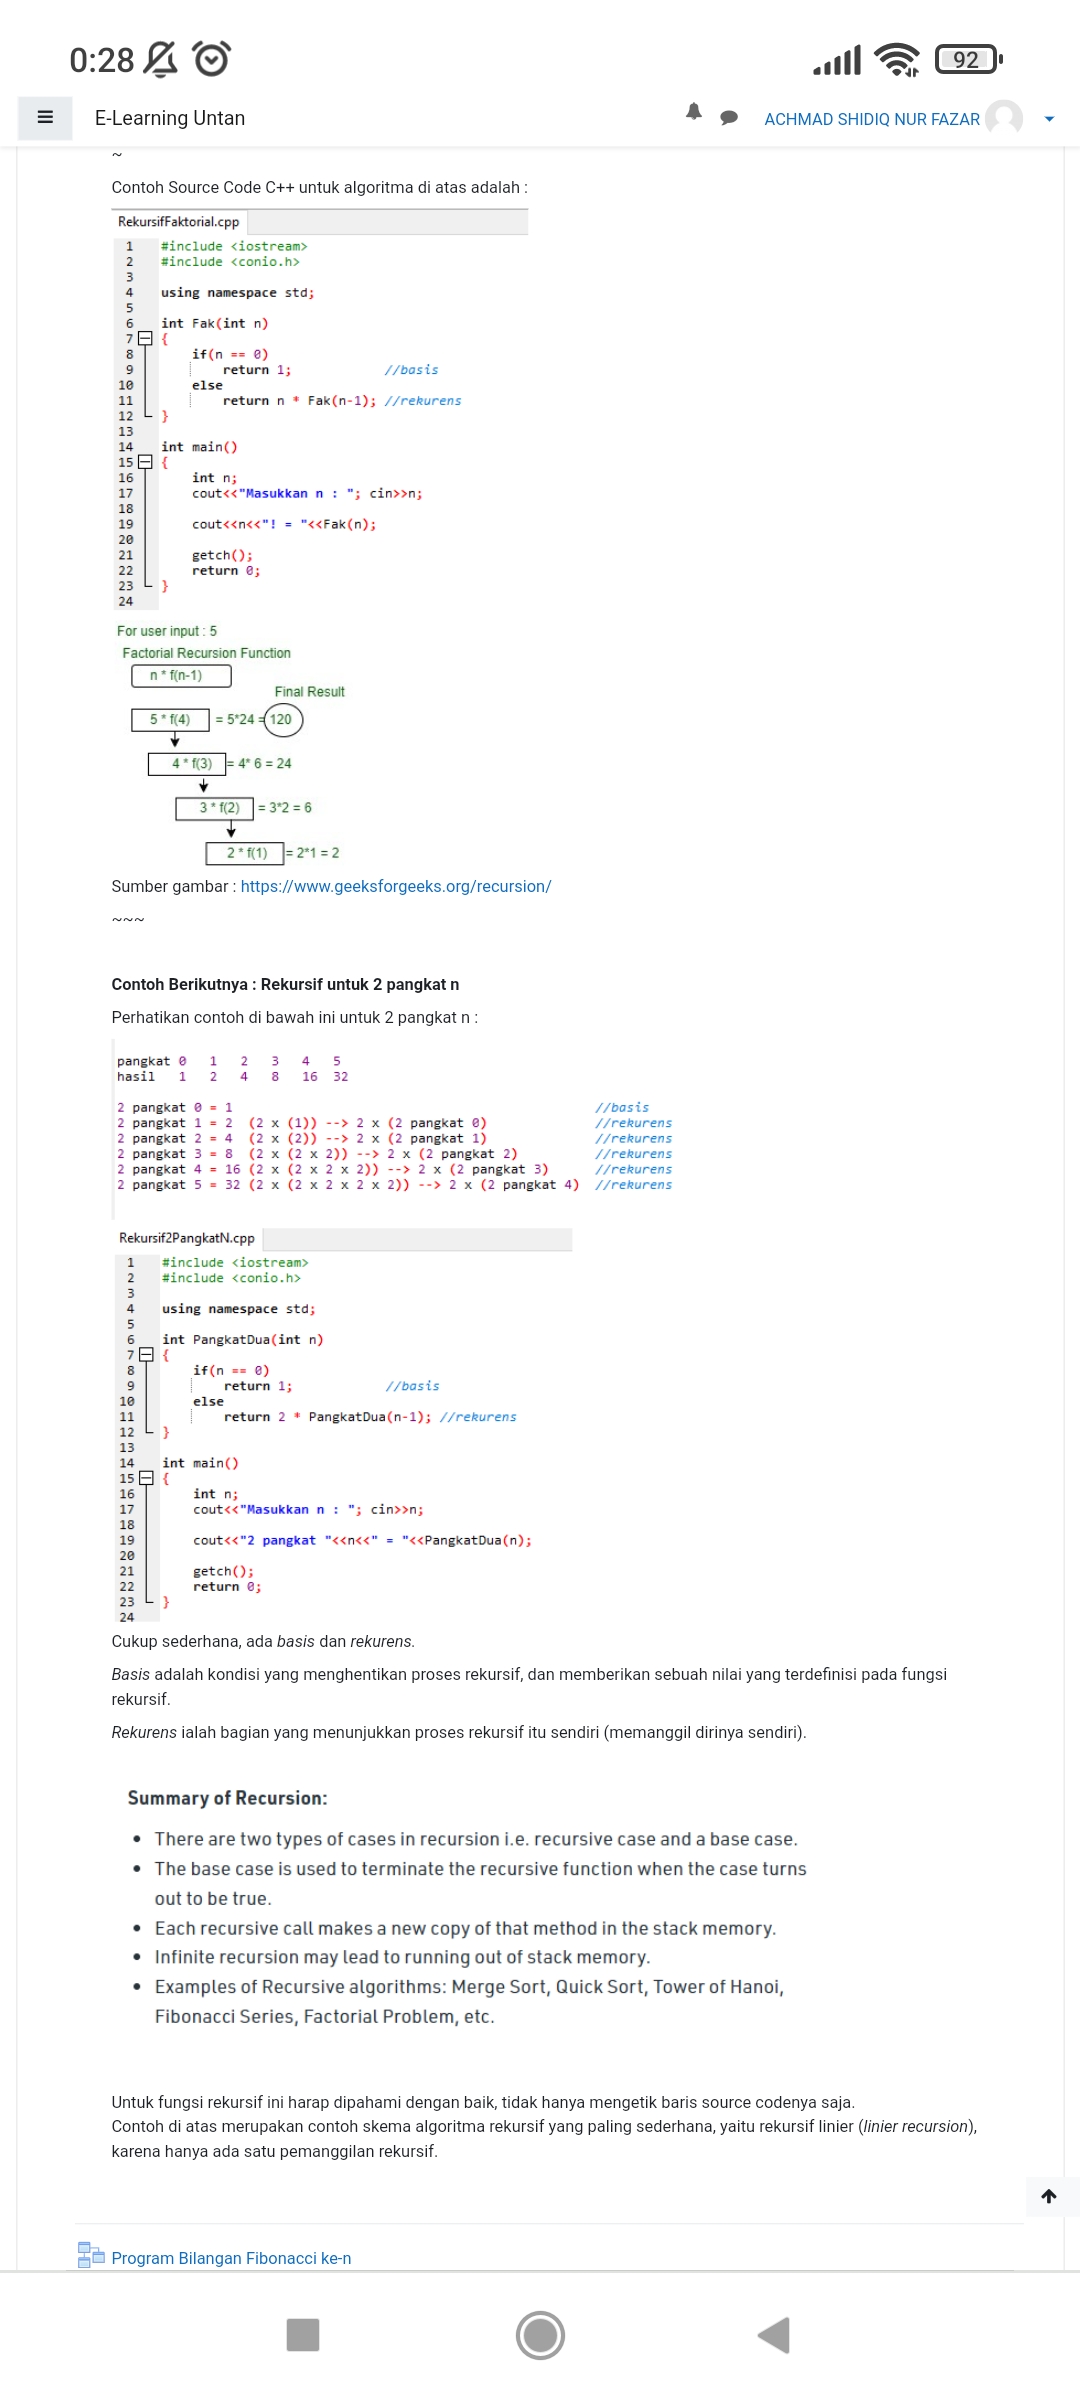 0:28 92
E-Learning Untan ACHMAD SHIDIQ NUR FAZAR
~
Contoh Source Code C++ untuk algoritma di atas adalah :
RekursifFaktorial.cpp
1 #include <iostream>
2 #include <conio.h>
3
4 using namespace std;
5
6 int Fak(int n)
7 {
8 if(n == 0)
9 return 1; //basis
10 else
11 return n * Fak(n-1); //rekurens
12 }
13
14 int main()
15 {
16 int n;
17 cout<<"Masukkan n : "; cin>>n;
18
19 cout<<n<<"! = "<<Fak(n);
20
21 getch();
22 return 0;
23 }
24
For user input : 5
Factorial Recursion Function
n * f(n-1)
Final Result
5 * f(4) = 5*24 = 120
4 * f(3) = 4* 6 = 24
3 * f(2) = 3*2 = 6
2 * f(1) = 2*1 = 2
Sumber gambar : https://www.geeksforgeeks.org/recursion/
~~~
Contoh Berikutnya : Rekursif untuk 2 pangkat n
Perhatikan contoh di bawah ini untuk 2 pangkat n :
pangkat 0 1 2 3 4 5
hasil 1 2 4 8 16 32
2 pangkat 0 = 1 //basis
2 pangkat 1 = 2 (2 x (1)) --> 2 x (2 pangkat 0) //rekurens
2 pangkat 2 = 4 (2 x (2)) --> 2 x (2 pangkat 1) //rekurens
2 pangkat 3 = 8 (2 x (2 x 2)) --> 2 x (2 pangkat 2) //rekurens
2 pangkat 4 = 16 (2 x (2 x 2 x 2)) --> 2 x (2 pangkat 3) //rekurens
2 pangkat 5 = 32 (2 x (2 x 2 x 2 x 2)) --> 2 x (2 pangkat 4) //rekurens
Rekursif2PangkatN.cpp
1 #include <iostream>
2 #include <conio.h>
3
4 using namespace std;
5
6 int PangkatDua(int n)
7 {
8 if(n == 0)
9 return 1; //basis
10 else
11 return 2 * PangkatDua(n-1); //rekurens
12 }
13
14 int main()
15 {
16 int n;
17 cout<<"Masukkan n : "; cin>>n;
18
19 cout<<"2 pangkat "<<n<<" = "<<PangkatDua(n);
20
21 getch();
22 return 0;
23 }
24
Cukup sederhana, ada basis dan rekurens.
Basis adalah kondisi yang menghentikan proses rekursif, dan memberikan sebuah nilai yang terdefinisi pada fungsi
rekursif.
Rekurens ialah bagian yang menunjukkan proses rekursif itu sendiri (memanggil dirinya sendiri).
Summary of Recursion:
• There are two types of cases in recursion i.e. recursive case and a base case.
• The base case is used to terminate the recursive function when the case turns
out to be true.
• Each recursive call makes a new copy of that method in the stack memory.
• Infinite recursion may lead to running out of stack memory.
• Examples of Recursive algorithms: Merge Sort, Quick Sort, Tower of Hanoi,
Fibonacci Series, Factorial Problem, etc.
Untuk fungsi rekursif ini harap dipahami dengan baik, tidak hanya mengetik baris source codenya saja.
Contoh di atas merupakan contoh skema algoritma rekursif yang paling sederhana, yaitu rekursif linier (linier recursion),
karena hanya ada satu pemanggilan rekursif.
Program Bilangan Fibonacci ke-n